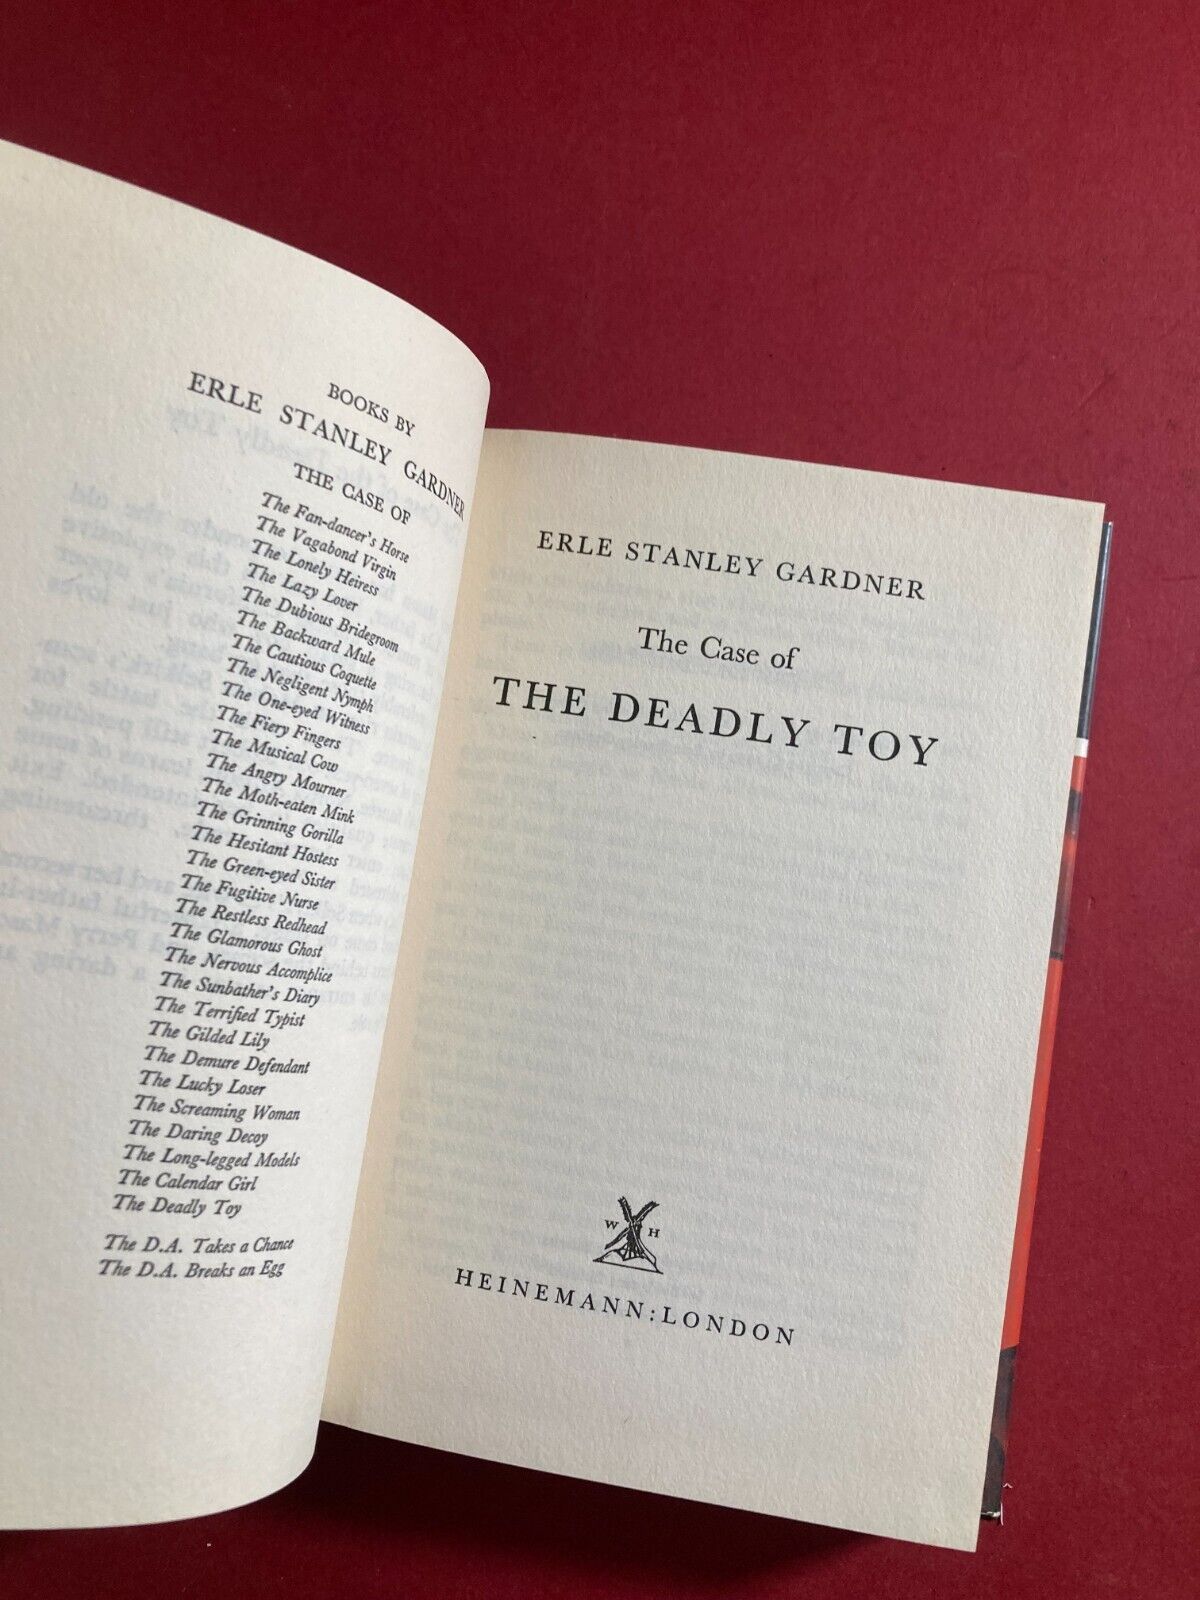 BOOKS BY
ERLE STANLEY GARDNER
THE CASE OF
The Fan-dancer's Horse
The Vagabond Virgin
The Lonely Heiress
The Lazy Lover
The Dubious Bridegroom
The Backward Mule
The Cautious Coquette
The Negligent Nymph
The One-eyed Witness
The Fiery Fingers
The Musical Cow
The Angry Mourner
The Moth-eaten Mink
The Grinning Gorilla
The Hesitant Hostess
The Green-eyed Sister
The Fugitive Nurse
The Restless Redhead
The Glamorous Ghost
The Nervous Accomplice
The Sunbather's Diary
The Terrified Typist
The Gilded Lily
The Demure Defendant
The Lucky Loser
The Screaming Woman
The Daring Decoy
The Long-legged Models
The Calendar Girl
The Deadly Toy
The D.A. Takes a Chance
The D.A. Breaks an Egg
ERLE STANLEY GARDNER
The Case of
THE DEADLY TOY
W H
HEINEMANN:LONDON